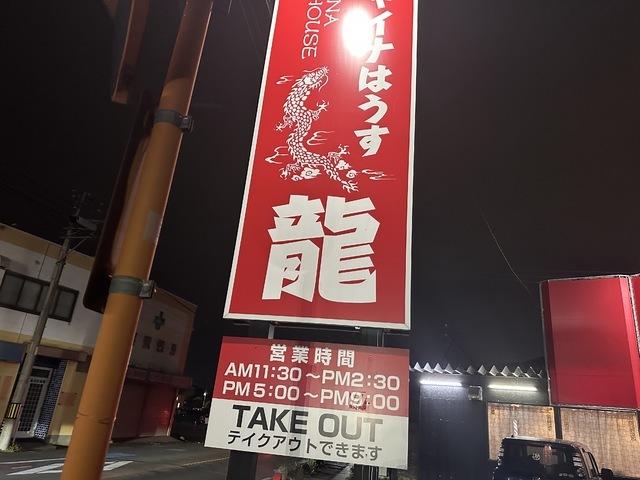 NA
HOUSE
イナはうす
龍
営業時間
AM11:30～PM2:30
PM5:00～PM9:00
TAKE OUT
テイクアウトできます